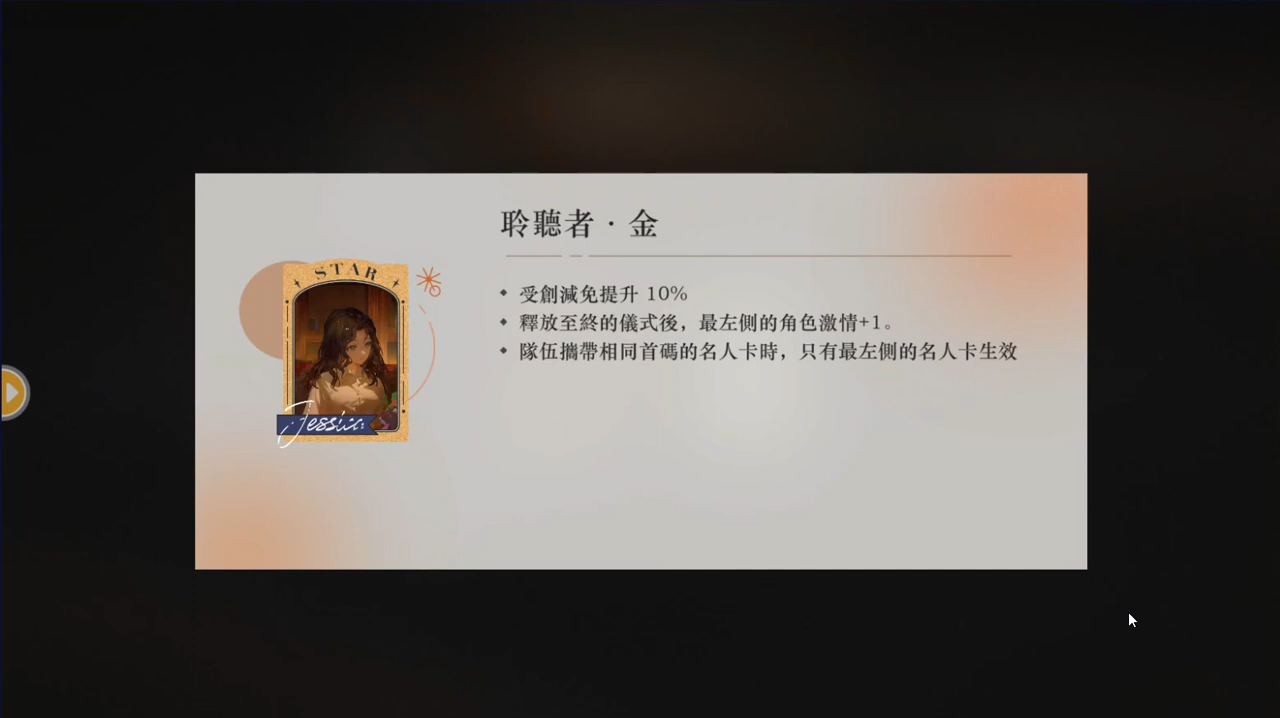 聆聽者·金
STAR
受創減免提升 10%
釋放至終的儀式後，最左側的角色激情+1。
隊伍攜帶相同首碼的名人卡時，只有最左側的名人卡生效
Jessica